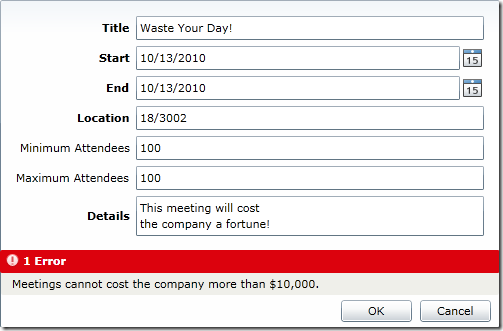 Title Waste Your Day!
Start 10/13/2010 15
End 10/13/2010 15
Location 18/3002
Minimum Attendees 100
Maximum Attendees 100
Details This meeting will cost
the company a fortune!
1 Error
Meetings cannot cost the company more than $10,000.
OK Cancel